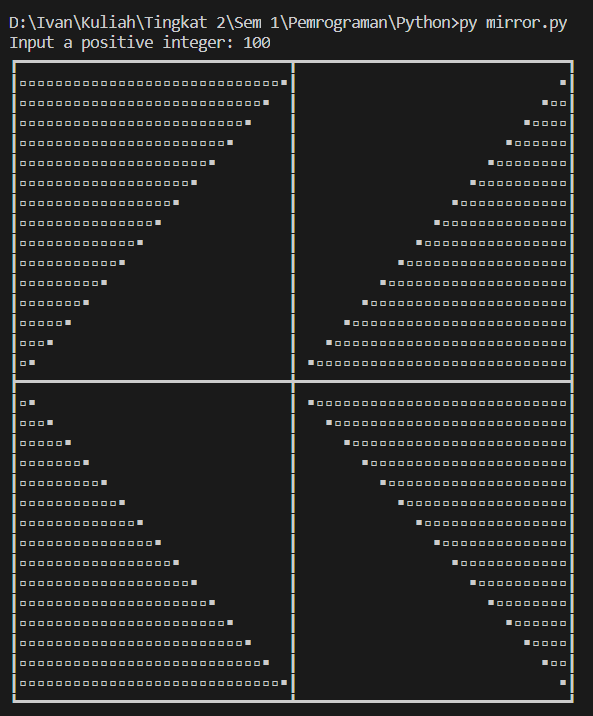 D:\Ivan\Kuliah\Tingkat 2\Sem 1\Pemrograman\Python>py mirror.py
Input a positive integer: 100